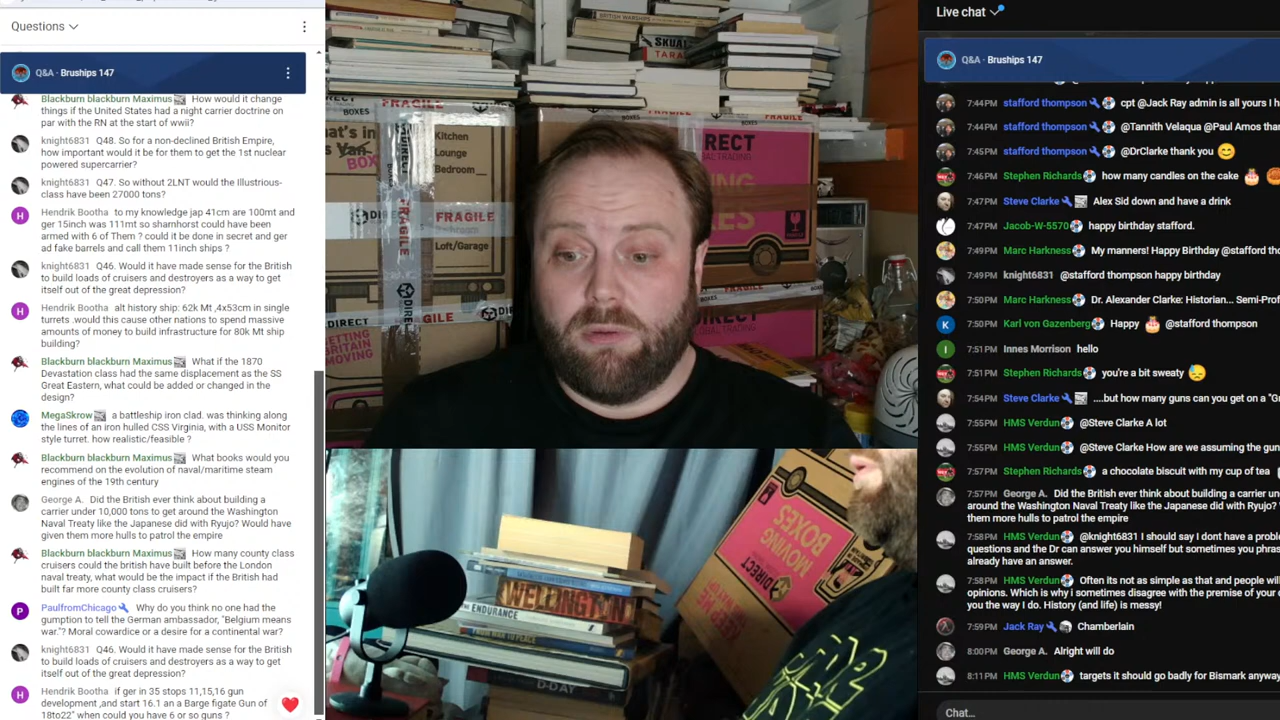 Questions
Q&A · Bruships 147
Blackburn blackburn Maximus How would it change
things if the United States had a night carrier doctrine on
par with the RN at the start of wwii?
knight6831 Q48. So for a non-declined British Empire,
how important would it be for them to get the 1st nuclear
powered supercarrier?
knight6831 Q47. So without 2LNT would the Illustrious-
class have been 27000 tons?
Hendrik Bootha to my knowledge jap 41cm are 100mt and
ger 15inch was 111mt so shamhorst could have been
armed with 6 of Them ? could it be done in secret and ger
ad fake barrels and call them 11inch ships ?
knight6831 Q46. Would it have made sense for the British
to build loads of cruisers and destroyers as a way to get
itself out of the great depression?
Hendrik Bootha alt history ship: 62k Mt ,4x53cm in single
turrets .would this cause other nations to spend massive
amounts of money to build infrastructure for 80k Mt ship
building?
Blackburn blackburn Maximus What if the 1870
Devastation class had the same displacement as the SS
Great Eastern, what could be added or changed in the
design?
MegaSkrow a battleship iron clad. was thinking along
the lines of an iron hulled CSS Virginia, with a USS Monitor
style turret. how realistic/feasible ?
Blackburn blackburn Maximus What books would you
recommend on the evolution of naval/maritime steam
engines of the 19th century
George A. Did the British ever think about building a
carrier under 10,000 tons to get around the Washington
Naval Treaty like the Japanese did with Ryujo? Would have
given them more hulls to patrol the empire
Blackburn blackburn Maximus How many county class
cruisers could the british have built before the London
naval treaty, what would be the impact if the British had
built far more county class cruisers?
PaulfromChicago Why do you think no one had the
gumption to tell the German ambassador, "Belgium means
war."? Moral cowardice or a desire for a continental war?
knight6831 Q46. Would it have made sense for the British
to build loads of cruisers and destroyers as a way to get
itself out of the great depression?
Hendrik Bootha if ger in 35 stops 11,15,16 gun
development ,and start 16.1 an a Barge figate Gun of
18to22" when could you have 6 or so guns ?
BRITISH WARSHIPS
SKUA
TARA
FRAGILE
BOXES
FRAGILE
Kitchen
Lounge
Bedroom
FRAGILE
Loft/Garage
DIRECT
GETTING
BRITAIN
MOVING
WELLINGTON
ENDURANCE
D-DAY
MOVING
BOXES
DIRECT
Live chat
Q&A · Bruships 147
7:44PM stafford thompson cpt @Jack Ray admin is all yours I h
7:44PM stafford thompson @Tannith Velaqua @Paul Amos than
7:45PM stafford thompson @DrClarke thank you
7:46PM Stephen Richards how many candles on the cake
7:47PM Steve Clarke Alex Sid down and have a drink
7:47PM Jacob-W-5570 happy birthday stafford.
7:49PM Marc Harkness My manners! Happy Birthday @stafford tho
7:49PM knight6831 @stafford thompson happy birthday
7:50PM Marc Harkness Dr. Alexander Clarke: Historian... Semi-Prof
7:50PM Karl von Gazenberg Happy @stafford thompson
7:51PM Innes Morrison hello
7:51PM Stephen Richards you're a bit sweaty
7:54PM Steve Clarke ....but how many guns can you get on a "G
7:55PM HMS Verdun @Steve Clarke A lot
7:55PM HMS Verdun @Steve Clarke How are we assuming the gun
7:57PM Stephen Richards a chocolate biscuit with my cup of tea
7:57PM George A. Did the British ever think about building a carrier un
around the Washington Naval Treaty like the Japanese did with Ryujo?
them more hulls to patrol the empire
7:58PM HMS Verdun @knight6831 I should say I dont have a probl
questions and the Dr can answer you himself but sometimes you phras
already have an answer.
7:58PM HMS Verdun Often its not as simple as that and people wil
opinions. Which is why i sometimes disagree with the premise of your
you the way I do. History (and life) is messy!
7:59PM Jack Ray Chamberlain
8:00PM George A. Alright will do
8:11PM HMS Verdun targets it should go badly for Bismark anyway
Chat...